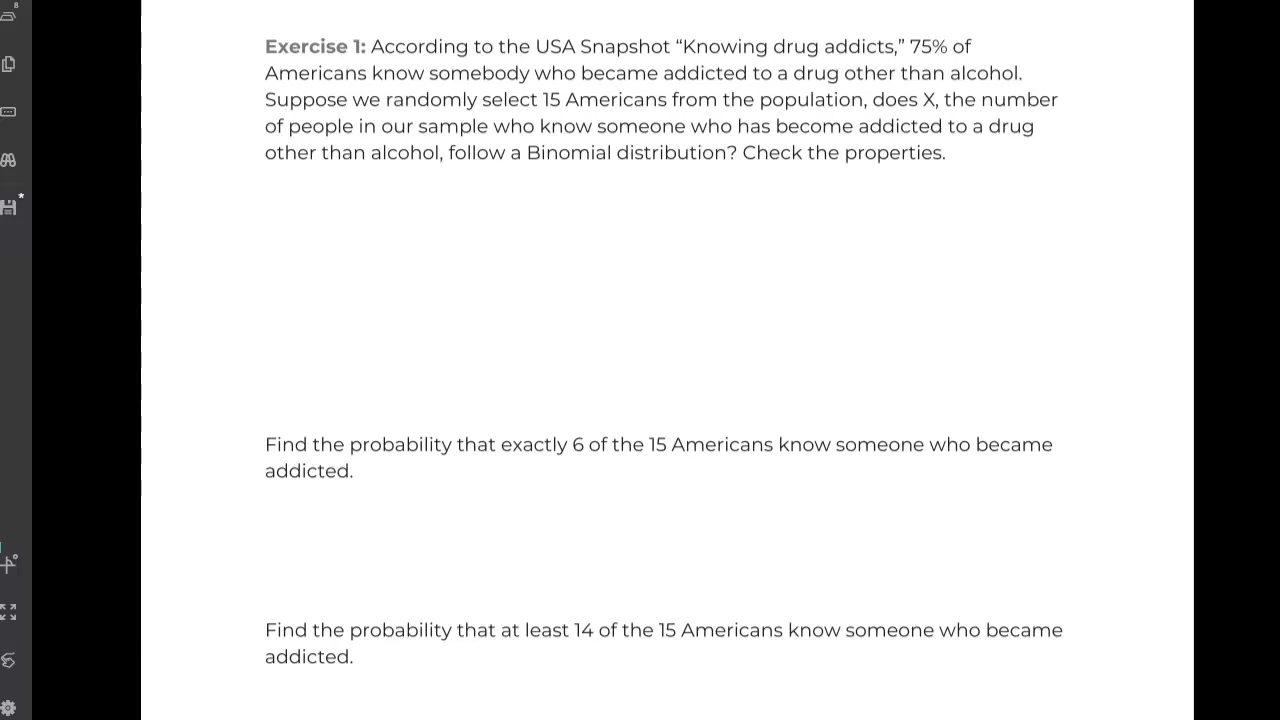 Exercise 1: According to the USA Snapshot “Knowing drug addicts,” 75% of
Americans know somebody who became addicted to a drug other than alcohol.
Suppose we randomly select 15 Americans from the population, does X, the number
of people in our sample who know someone who has become addicted to a drug
other than alcohol, follow a Binomial distribution? Check the properties.
Find the probability that exactly 6 of the 15 Americans know someone who became
addicted.
Find the probability that at least 14 of the 15 Americans know someone who became
addicted.